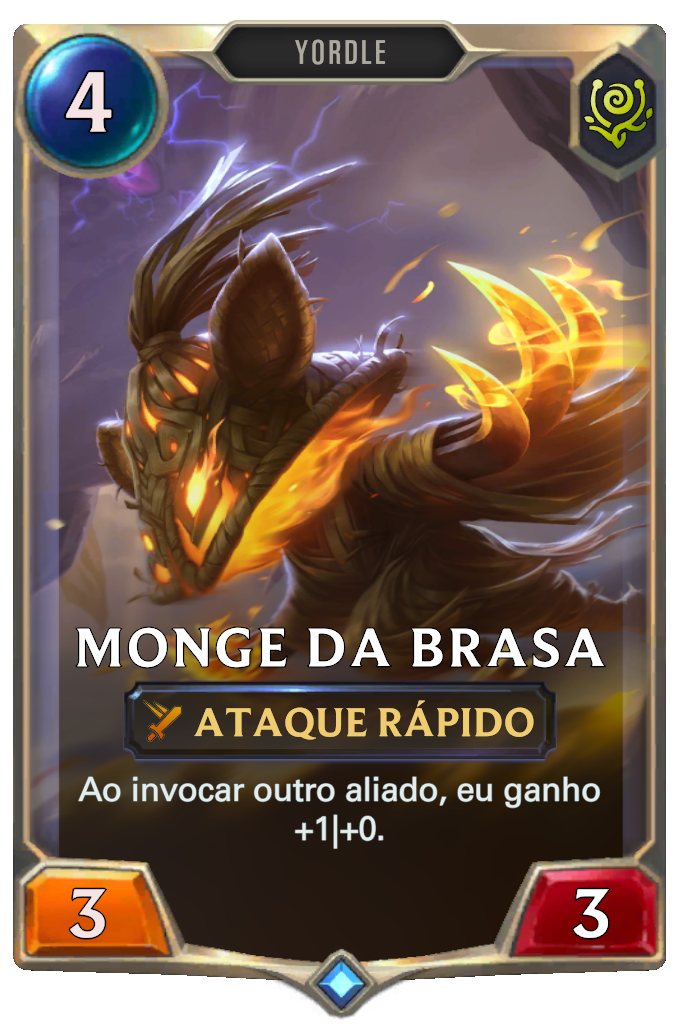 YORDLE
4
MONGE DA BRASA
ATAQUE RÁPIDO
Ao invocar outro aliado, eu ganho
+1|+0.
3
3